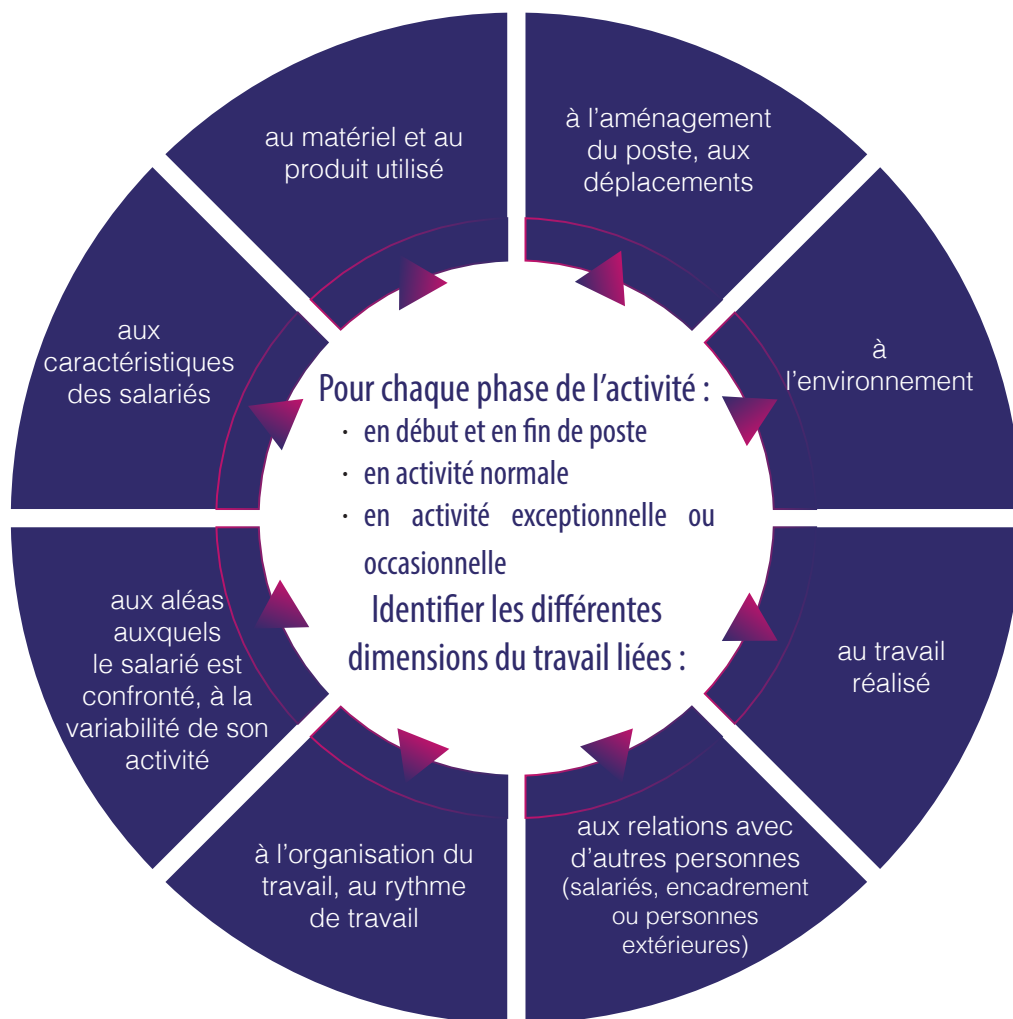 au matériel et au
produit utilisé
à l’aménagement
du poste, aux
déplacements
aux
caractéristiques
des salariés
à
l’environnement
Pour chaque phase de l’activité :
· en début et en fin de poste
· en activité normale
· en activité exceptionnelle ou
occasionnelle
Identifier les différentes
dimensions du travail liées :
aux aléas
auxquels
le salarié est
confronté, à la
variabilité de son
activité
au travail
réalisé
à l’organisation du
travail, au rythme
de travail
aux relations avec
d’autres personnes
(salariés, encadrement
ou personnes
extérieures)